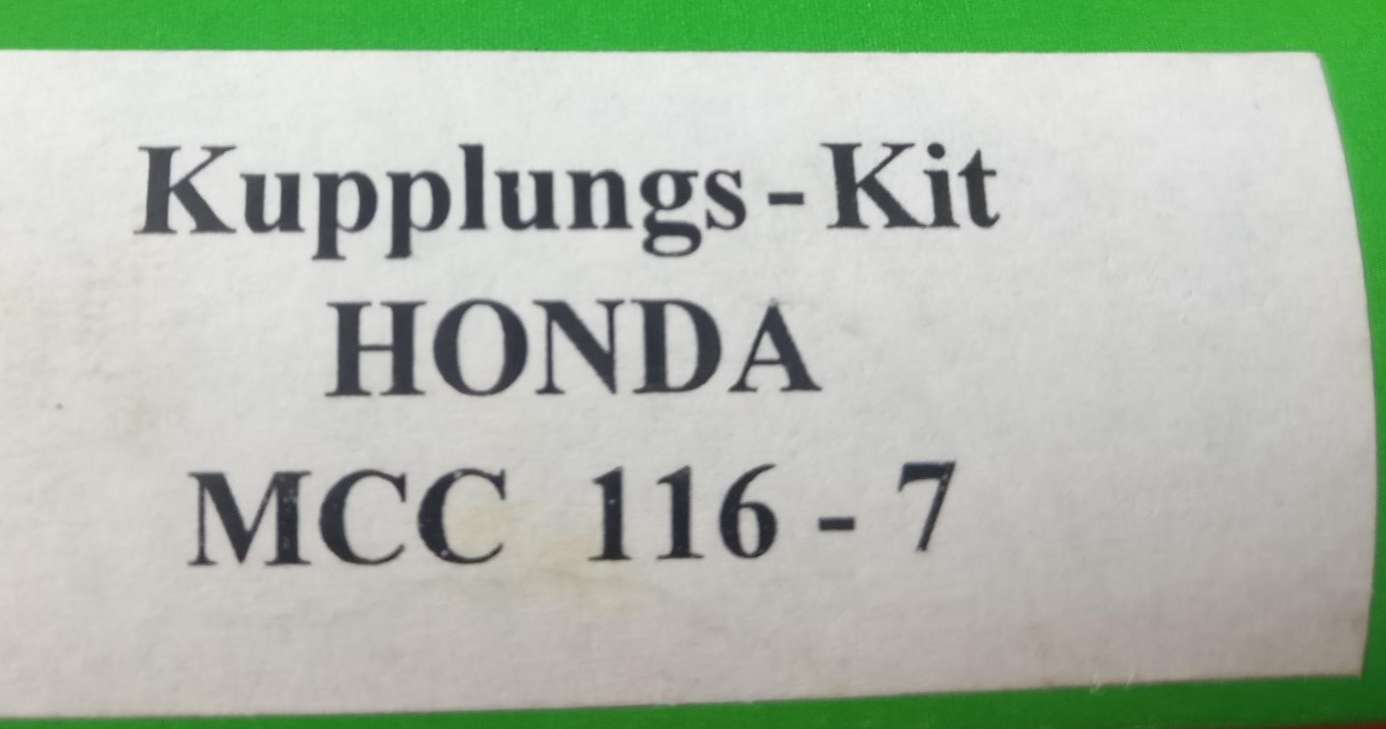 Kupplungs-Kit
HONDA
MCC 116 - 7